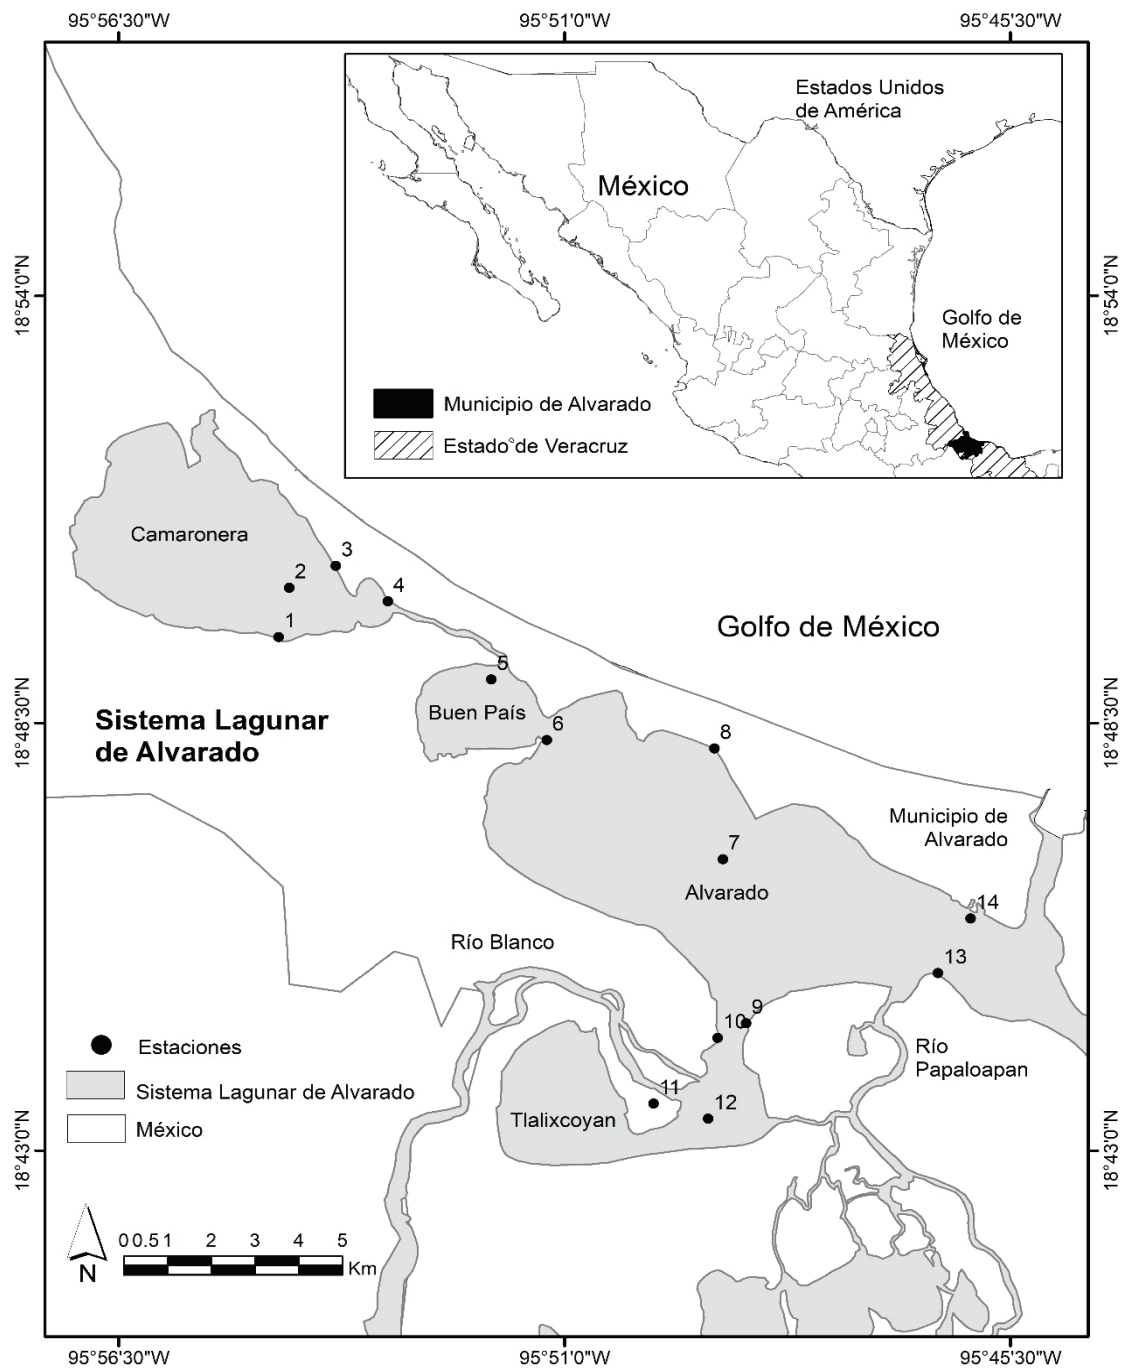 95°56'30"W
95°51'0"W
95°45'30"W
Estados Unidos
de América
México
18°54'0"N
18°54'0"N
Golfo de
México
Municipio de Alvarado
Estado°de Veracruz
Camaronera
3
2
4
1
Golfo de México
5
Buen País
6
8
18°48'30"N
18°48'30"N
Sistema Lagunar
de Alvarado
Municipio de
Alvarado
7
Alvarado
14
Río Blanco
13
9
10
Estaciones
Río
Papaloapan
Sistema Lagunar de Alvarado
11
12
Tlalixcoyan
México
18°43'0"N
18°43'0"N
0 0.5 1 2 3 4 5
Km
N
95°56'30"W
95°51'0"W
95°45'30"W